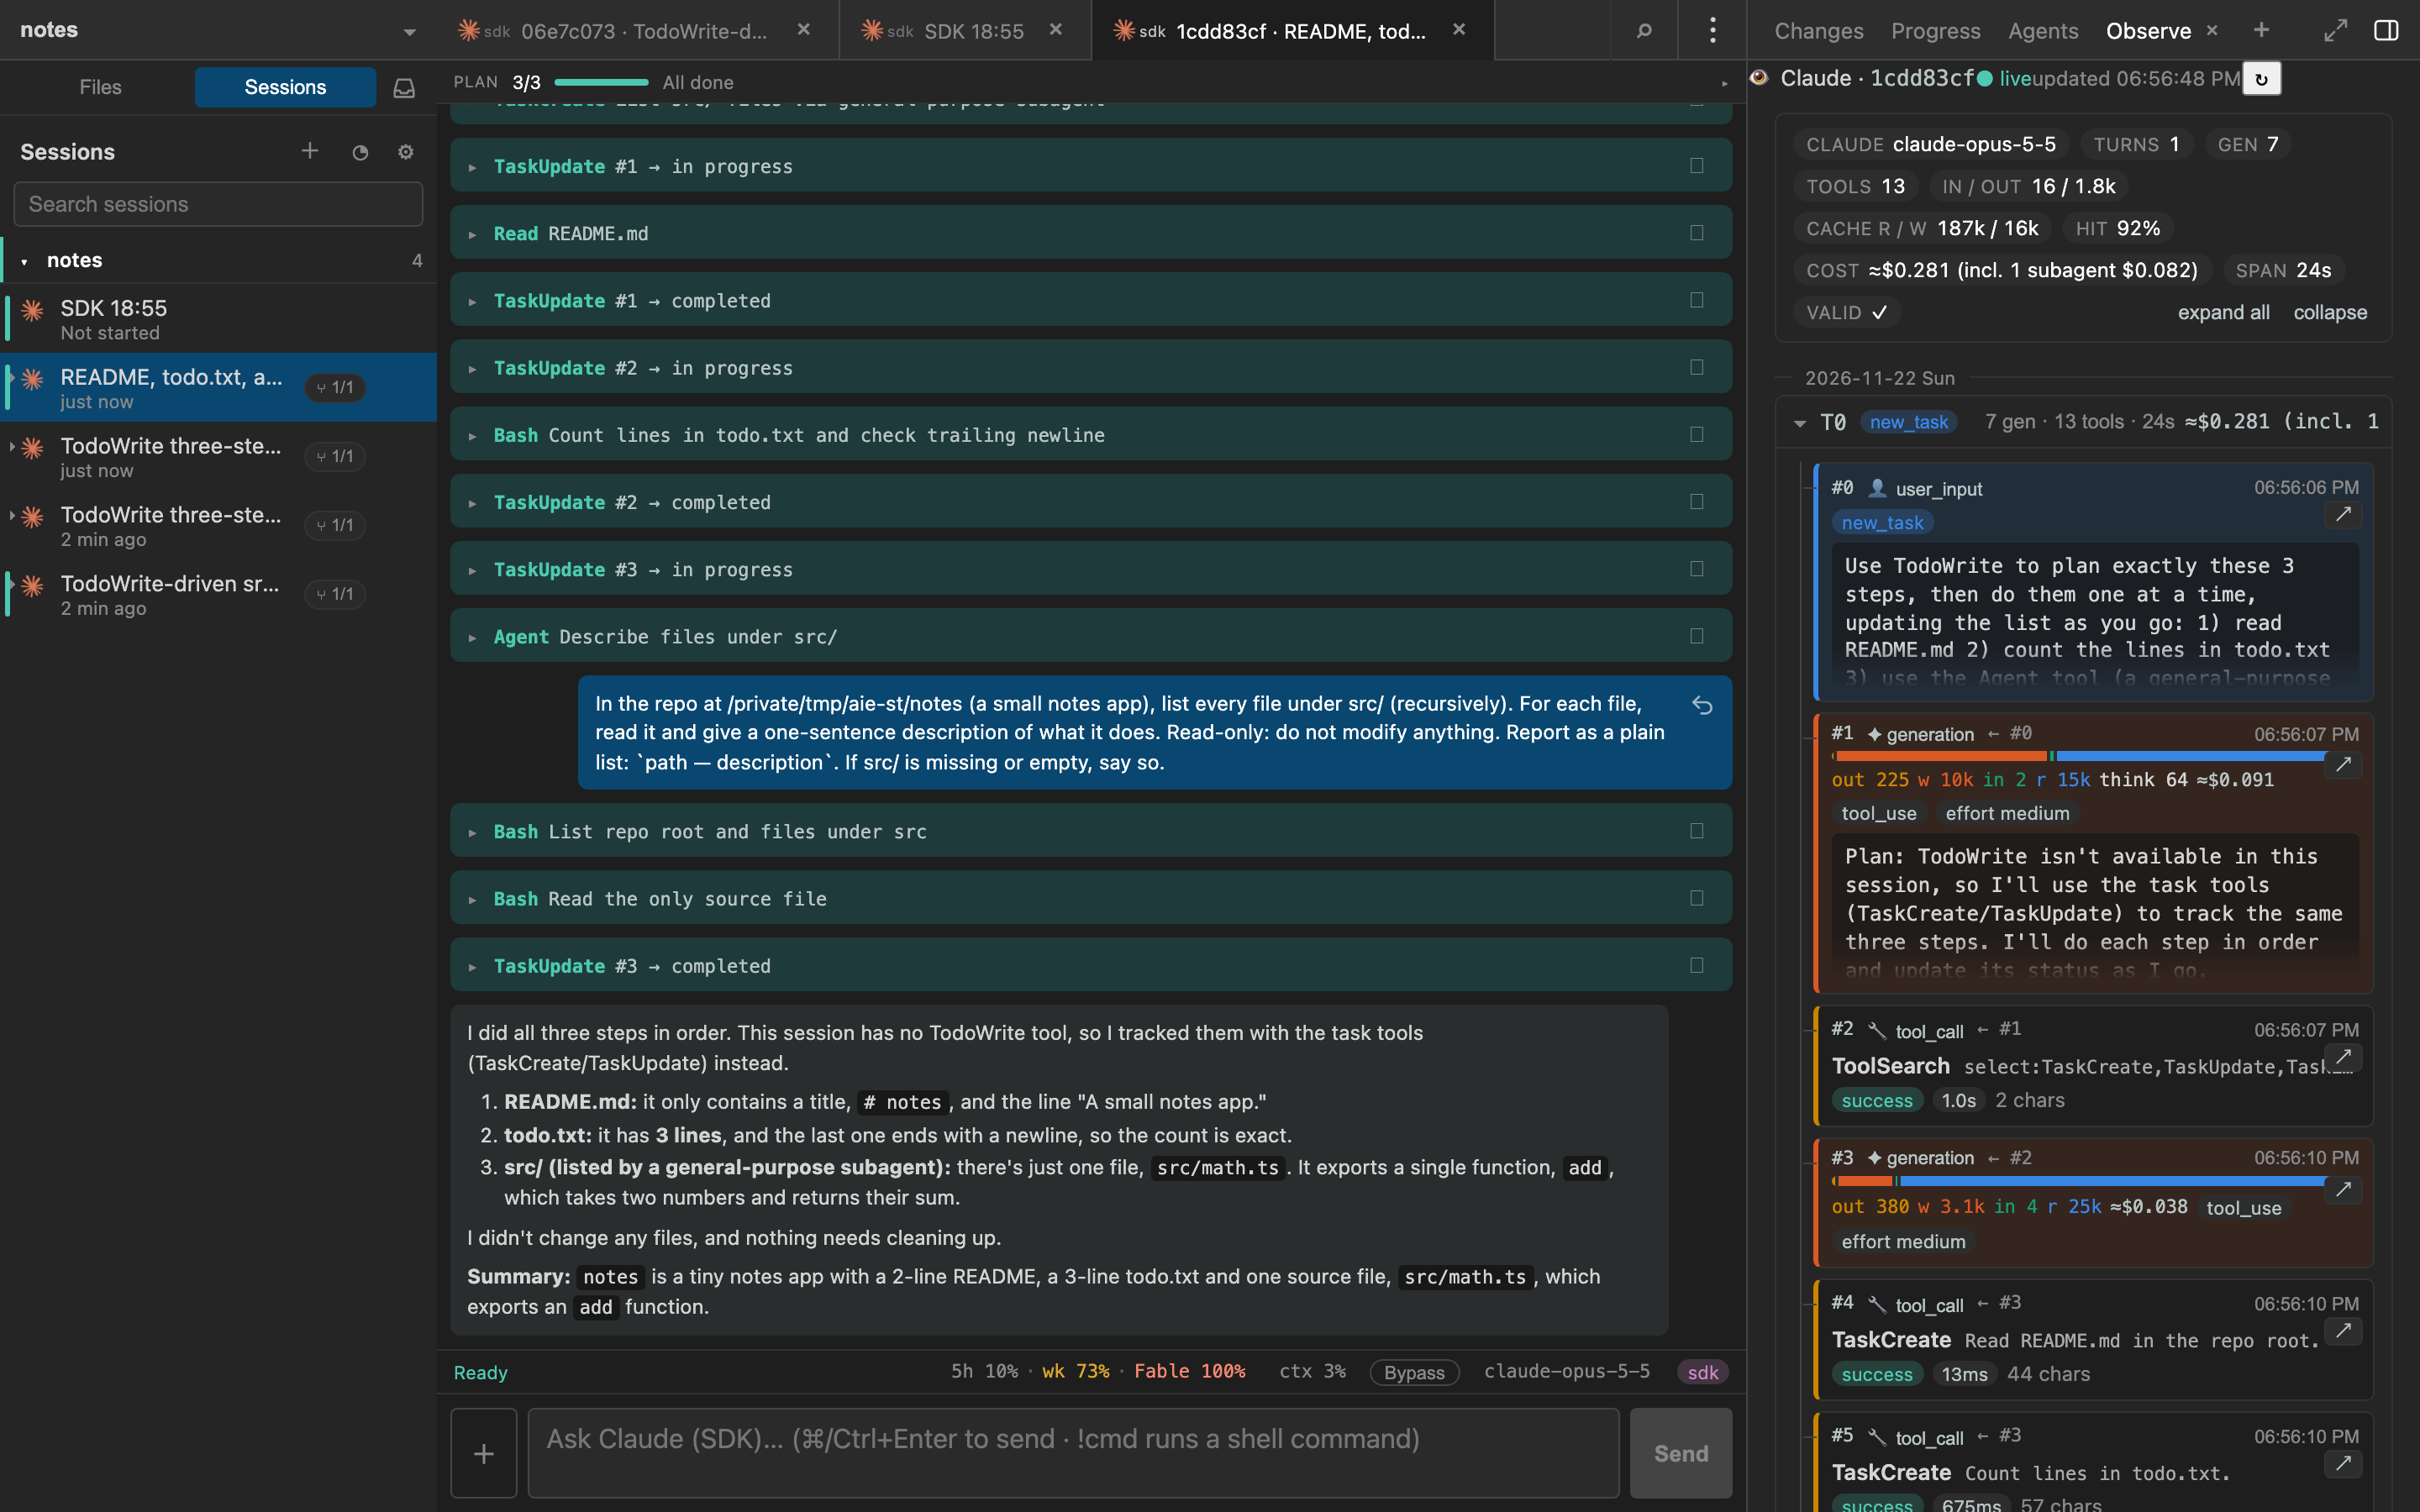 notes
Files
Sessions
Sessions
Search sessions
notes
4
SDK 18:55
Not started
README, todo.txt, a...
1/1
just now
TodoWrite three-ste...
1/1
just now
TodoWrite three-ste...
1/1
2 min ago
TodoWrite-driven sr...
1/1
2 min ago
sdk 06e7c073 · TodoWrite-d...
sdk SDK 18:55
sdk 1cdd83cf · README, tod...
PLAN 3/3 All done
TaskUpdate #1 → in progress
Read README.md
TaskUpdate #1 → completed
TaskUpdate #2 → in progress
Bash Count lines in todo.txt and check trailing newline
TaskUpdate #2 → completed
TaskUpdate #3 → in progress
Agent Describe files under src/
In the repo at /private/tmp/aie-st/notes (a small notes app), list every file under src/ (recursively). For each file,
read it and give a one-sentence description of what it does. Read-only: do not modify anything. Report as a plain
list: `path — description`. If src/ is missing or empty, say so.
Bash List repo root and files under src
Bash Read the only source file
TaskUpdate #3 → completed
I did all three steps in order. This session has no TodoWrite tool, so I tracked them with the task tools
(TaskCreate/TaskUpdate) instead.
1. README.md: it only contains a title, # notes, and the line "A small notes app."
2. todo.txt: it has 3 lines, and the last one ends with a newline, so the count is exact.
3. src/ (listed by a general-purpose subagent): there's just one file, src/math.ts. It exports a single function, add,
which takes two numbers and returns their sum.
I didn't change any files, and nothing needs cleaning up.
Summary: notes is a tiny notes app with a 2-line README, a 3-line todo.txt and one source file, src/math.ts, which
exports an add function.
Ready
5h 10% · wk 73% · Fable 100% ctx 3% Bypass claude-opus-5-5 sdk
Ask Claude (SDK)... (⌘/Ctrl+Enter to send · !cmd runs a shell command)
Send
Changes Progress Agents Observe
Claude · 1cdd83cf live updated 06:56:48 PM
CLAUDE claude-opus-5-5 TURNS 1 GEN 7
TOOLS 13 IN / OUT 16 / 1.8k
CACHE R / W 187k / 16k HIT 92%
COST ≈$0.281 (incl. 1 subagent $0.082) SPAN 24s
VALID ✓ expand all collapse
2026-11-22 Sun
T0 new_task 7 gen · 13 tools · 24s ≈$0.281 (incl. 1
#0 user_input 06:56:06 PM
new_task
Use TodoWrite to plan exactly these 3
steps, then do them one at a time,
updating the list as you go: 1) read
README.md 2) count the lines in todo.txt
3) use the Agent tool (a general-purpose
#1 generation ← #0 06:56:07 PM
out 225 w 10k in 2 r 15k think 64 ≈$0.091
tool_use effort medium
Plan: TodoWrite isn't available in this
session, so I'll use the task tools
(TaskCreate/TaskUpdate) to track the same
three steps. I'll do each step in order
and update its status as I go.
#2 tool_call ← #1 06:56:07 PM
ToolSearch select:TaskCreate,TaskUpdate,Task
success 1.0s 2 chars
#3 generation ← #2 06:56:10 PM
out 380 w 3.1k in 4 r 25k ≈$0.038 tool_use
effort medium
#4 tool_call ← #3 06:56:10 PM
TaskCreate Read README.md in the repo root.
success 13ms 44 chars
#5 tool_call ← #3 06:56:10 PM
TaskCreate Count lines in todo.txt.
success 675ms 57 chars